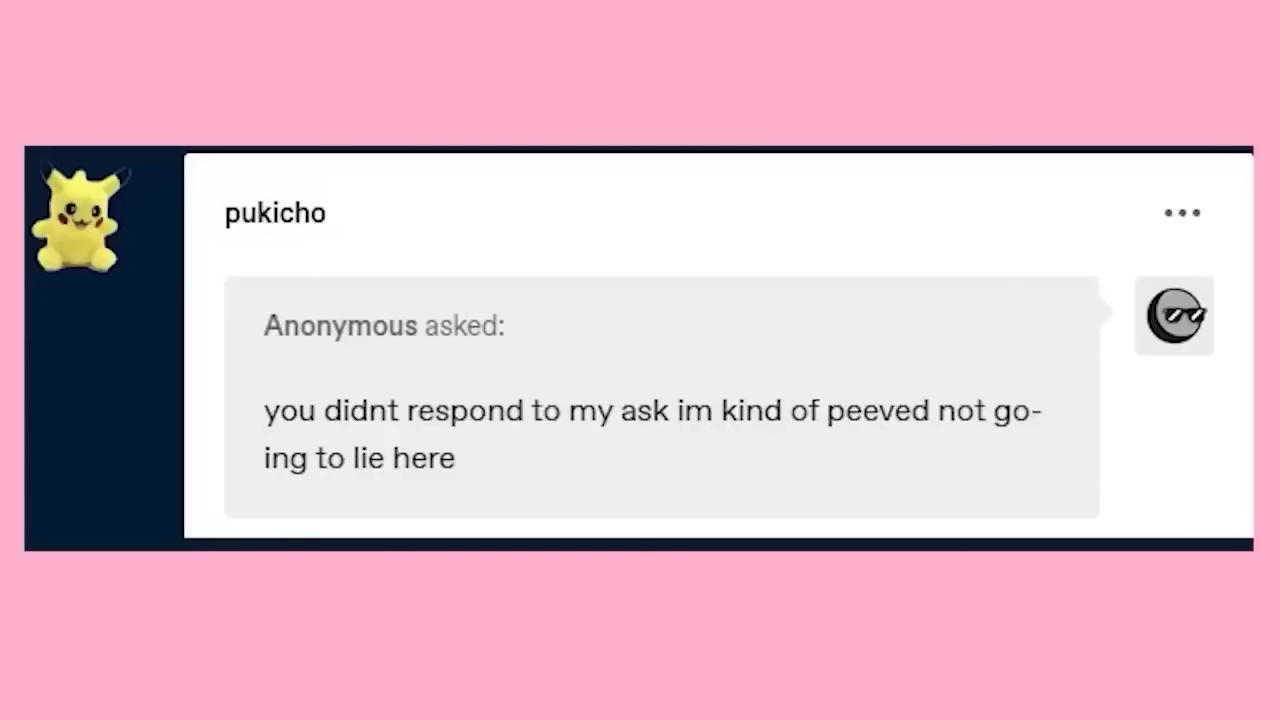 pukicho
Anonymous asked:
you didnt respond to my ask im kind of peeved not go-
ing to lie here